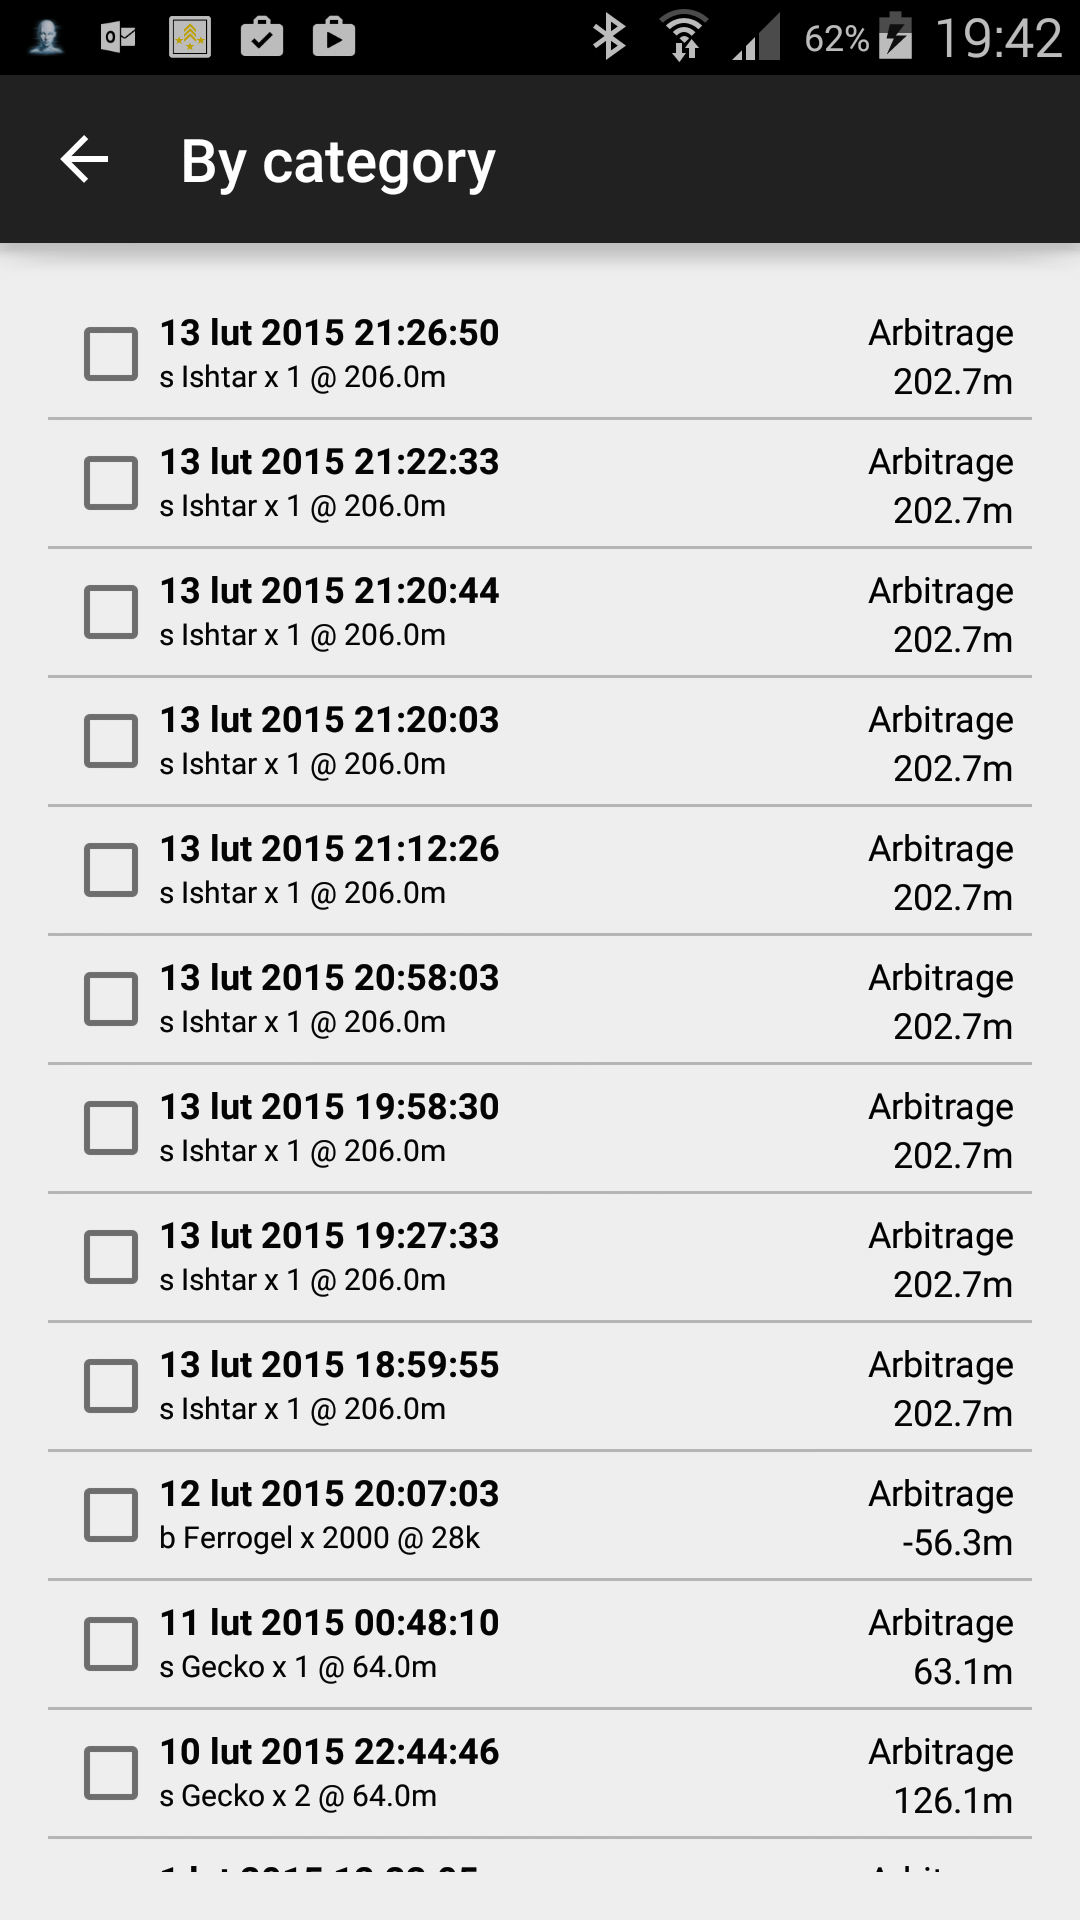 62% 19:42
By category
13 lut 2015 21:26:50 Arbitrage
s Ishtar x 1 @ 206.0m 202.7m
13 lut 2015 21:22:33 Arbitrage
s Ishtar x 1 @ 206.0m 202.7m
13 lut 2015 21:20:44 Arbitrage
s Ishtar x 1 @ 206.0m 202.7m
13 lut 2015 21:20:03 Arbitrage
s Ishtar x 1 @ 206.0m 202.7m
13 lut 2015 21:12:26 Arbitrage
s Ishtar x 1 @ 206.0m 202.7m
13 lut 2015 20:58:03 Arbitrage
s Ishtar x 1 @ 206.0m 202.7m
13 lut 2015 19:58:30 Arbitrage
s Ishtar x 1 @ 206.0m 202.7m
13 lut 2015 19:27:33 Arbitrage
s Ishtar x 1 @ 206.0m 202.7m
13 lut 2015 18:59:55 Arbitrage
s Ishtar x 1 @ 206.0m 202.7m
12 lut 2015 20:07:03 Arbitrage
b Ferrogel x 2000 @ 28k -56.3m
11 lut 2015 00:48:10 Arbitrage
s Gecko x 1 @ 64.0m 63.1m
10 lut 2015 22:44:46 Arbitrage
s Gecko x 2 @ 64.0m 126.1m